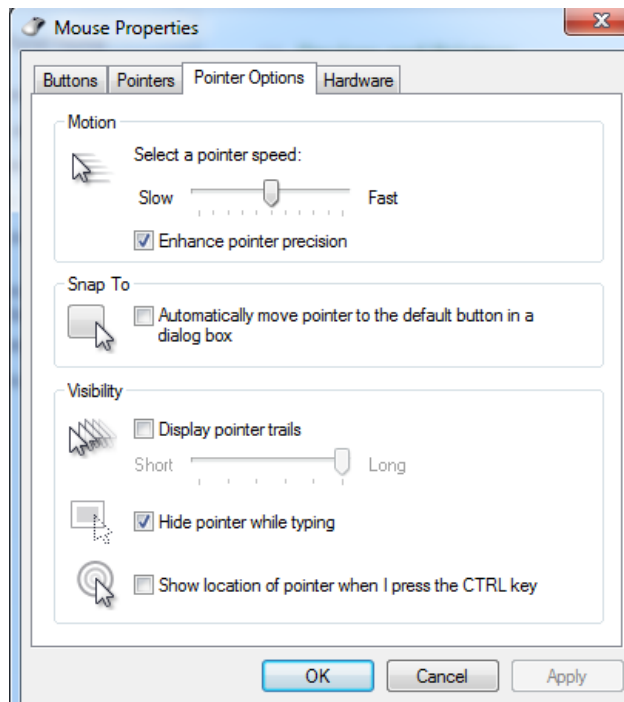 Mouse Properties
Buttons Pointers Pointer Options Hardware
Motion
Select a pointer speed:
Slow Fast
Enhance pointer precision
Snap To
Automatically move pointer to the default button in a
dialog box
Visibility
Display pointer trails
Short Long
Hide pointer while typing
Show location of pointer when I press the CTRL key
OK Cancel Apply